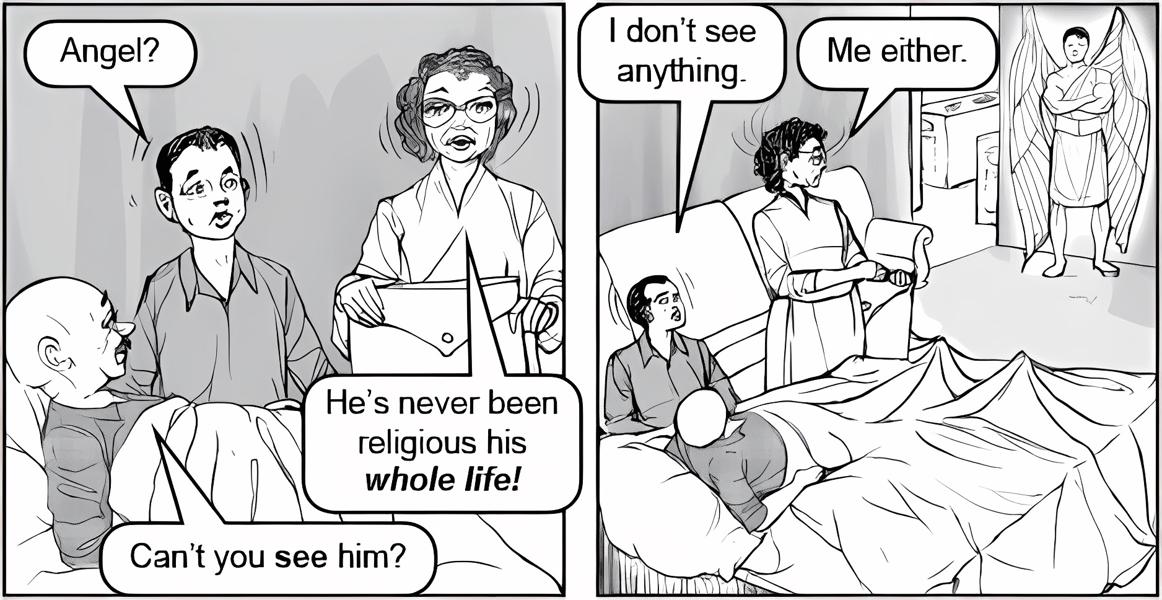 Angel?
He's never been
religious his
whole life!
Can't you see him?
I don't see
anything.
Me either.